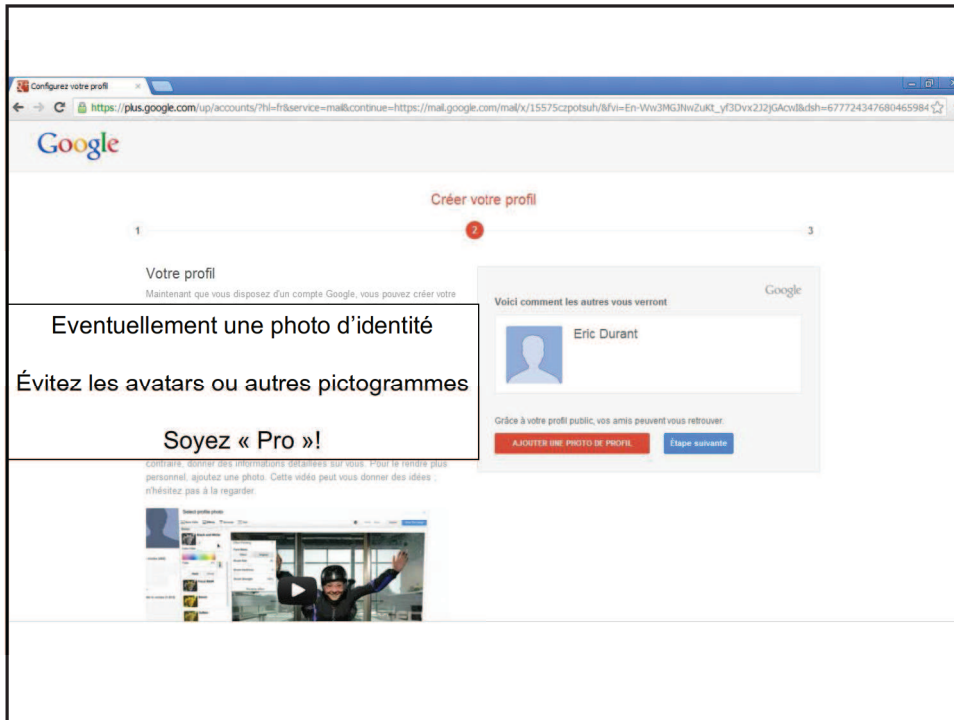 Configurez votre profil
https://plus.google.com/up/accounts/?hl=fr&service=mail&continue=https://mail.google.com/mail/x/15575czpotsuh/&fvi=En-Ww3MGJNwZuKt_yf3Dvx2J2jGAcwI&dsh=677724347680465984
Google
Créer votre profil
1
2
3
Votre profil
Maintenant que vous disposez d'un compte Google, vous pouvez créer votre
Eventuellement une photo d'identité
Évitez les avatars ou autres pictogrammes
Soyez « Pro »!
contraire, donner des informations détaillées sur vous. Pour le rendre plus
personnel, ajoutez une photo. Cette vidéo peut vous donner des idées ;
n'hésitez pas à la regarder.
Select profile photo
Google
Voici comment les autres vous verront
Eric Durant
Grâce à votre profil public, vos amis peuvent vous retrouver.
AJOUTER UNE PHOTO DE PROFIL
Étape suivante